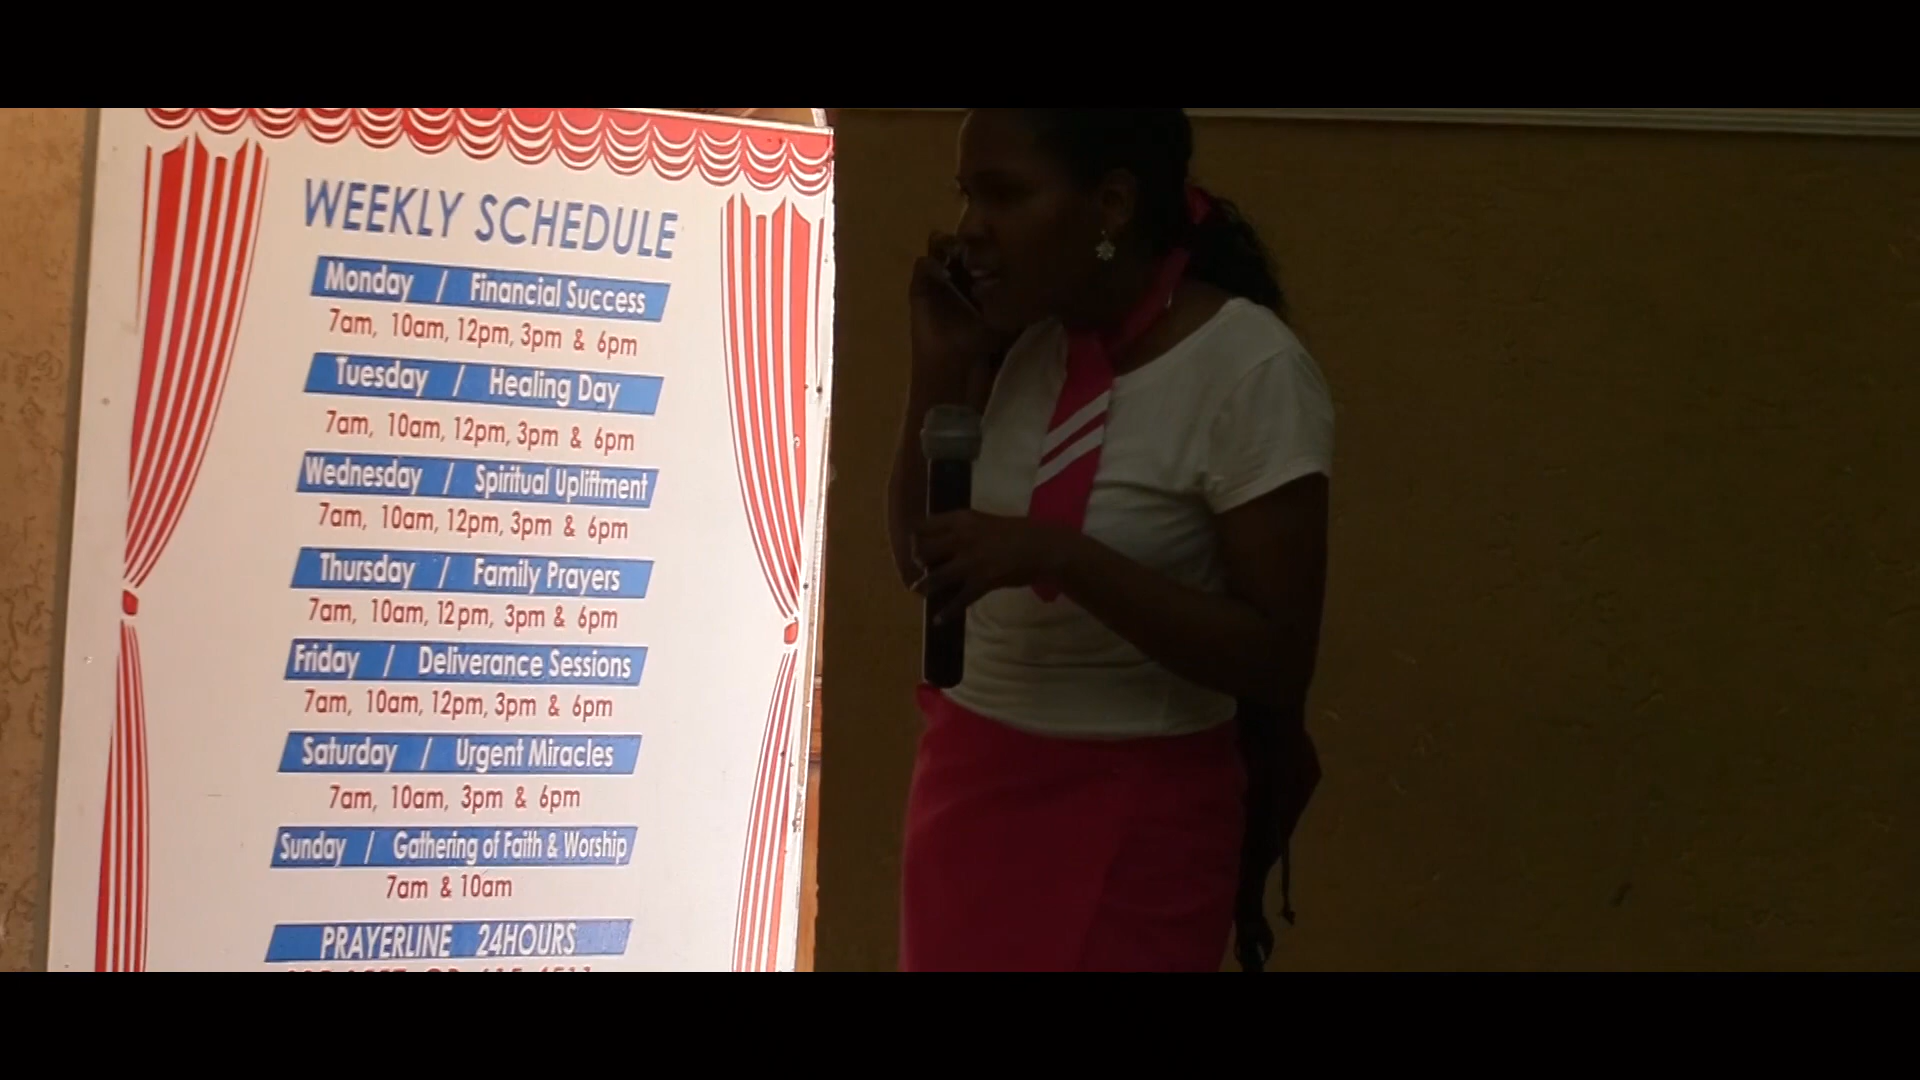 WEEKLY SCHEDULE
Monday / Financial Success
7am, 10am, 12pm, 3pm & 6pm
Tuesday / Healing Day
7am, 10am, 12pm, 3pm & 6pm
Wednesday / Spiritual Upliftment
7am, 10am, 12pm, 3pm & 6pm
Thursday / Family Prayers
7am, 10am, 12pm, 3pm & 6pm
Friday / Deliverance Sessions
7am, 10am, 12pm, 3pm & 6pm
Saturday / Urgent Miracles
7am, 10am, 3pm & 6pm
Sunday / Gathering of Faith & Worship
7am & 10am
PRAYERLINE 24HOURS